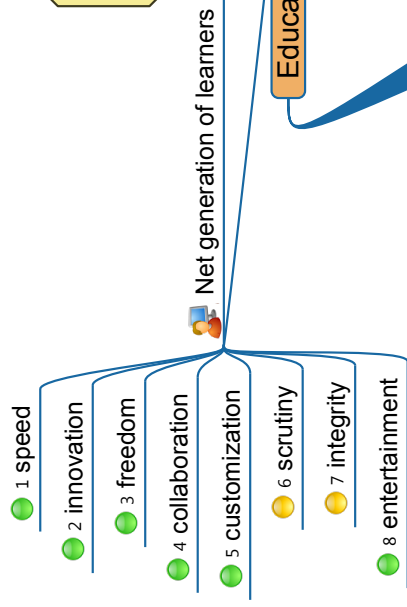 Educa
Net generation of learners
1 speed
2 innovation
3 freedom
4 collaboration
5 customization
6 scrutiny
7 integrity
8 entertainment